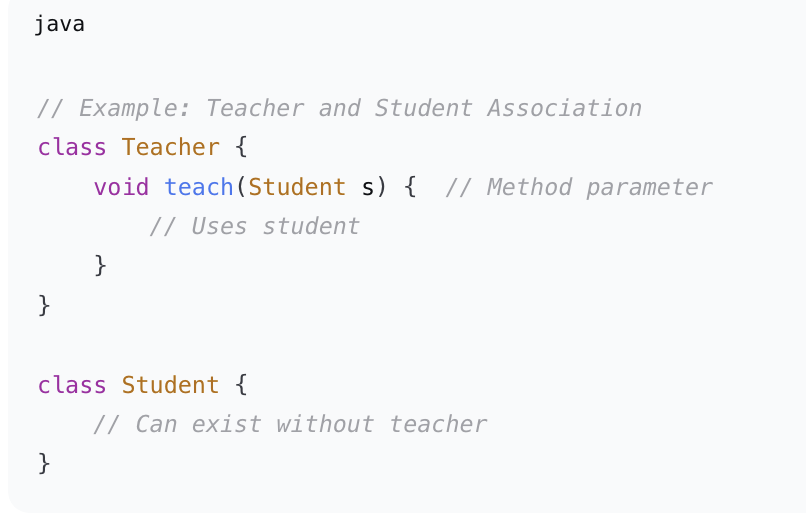 java
// Example: Teacher and Student Association
class Teacher {
    void teach(Student s) {  // Method parameter
        // Uses student
    }
}
class Student {
    // Can exist without teacher
}